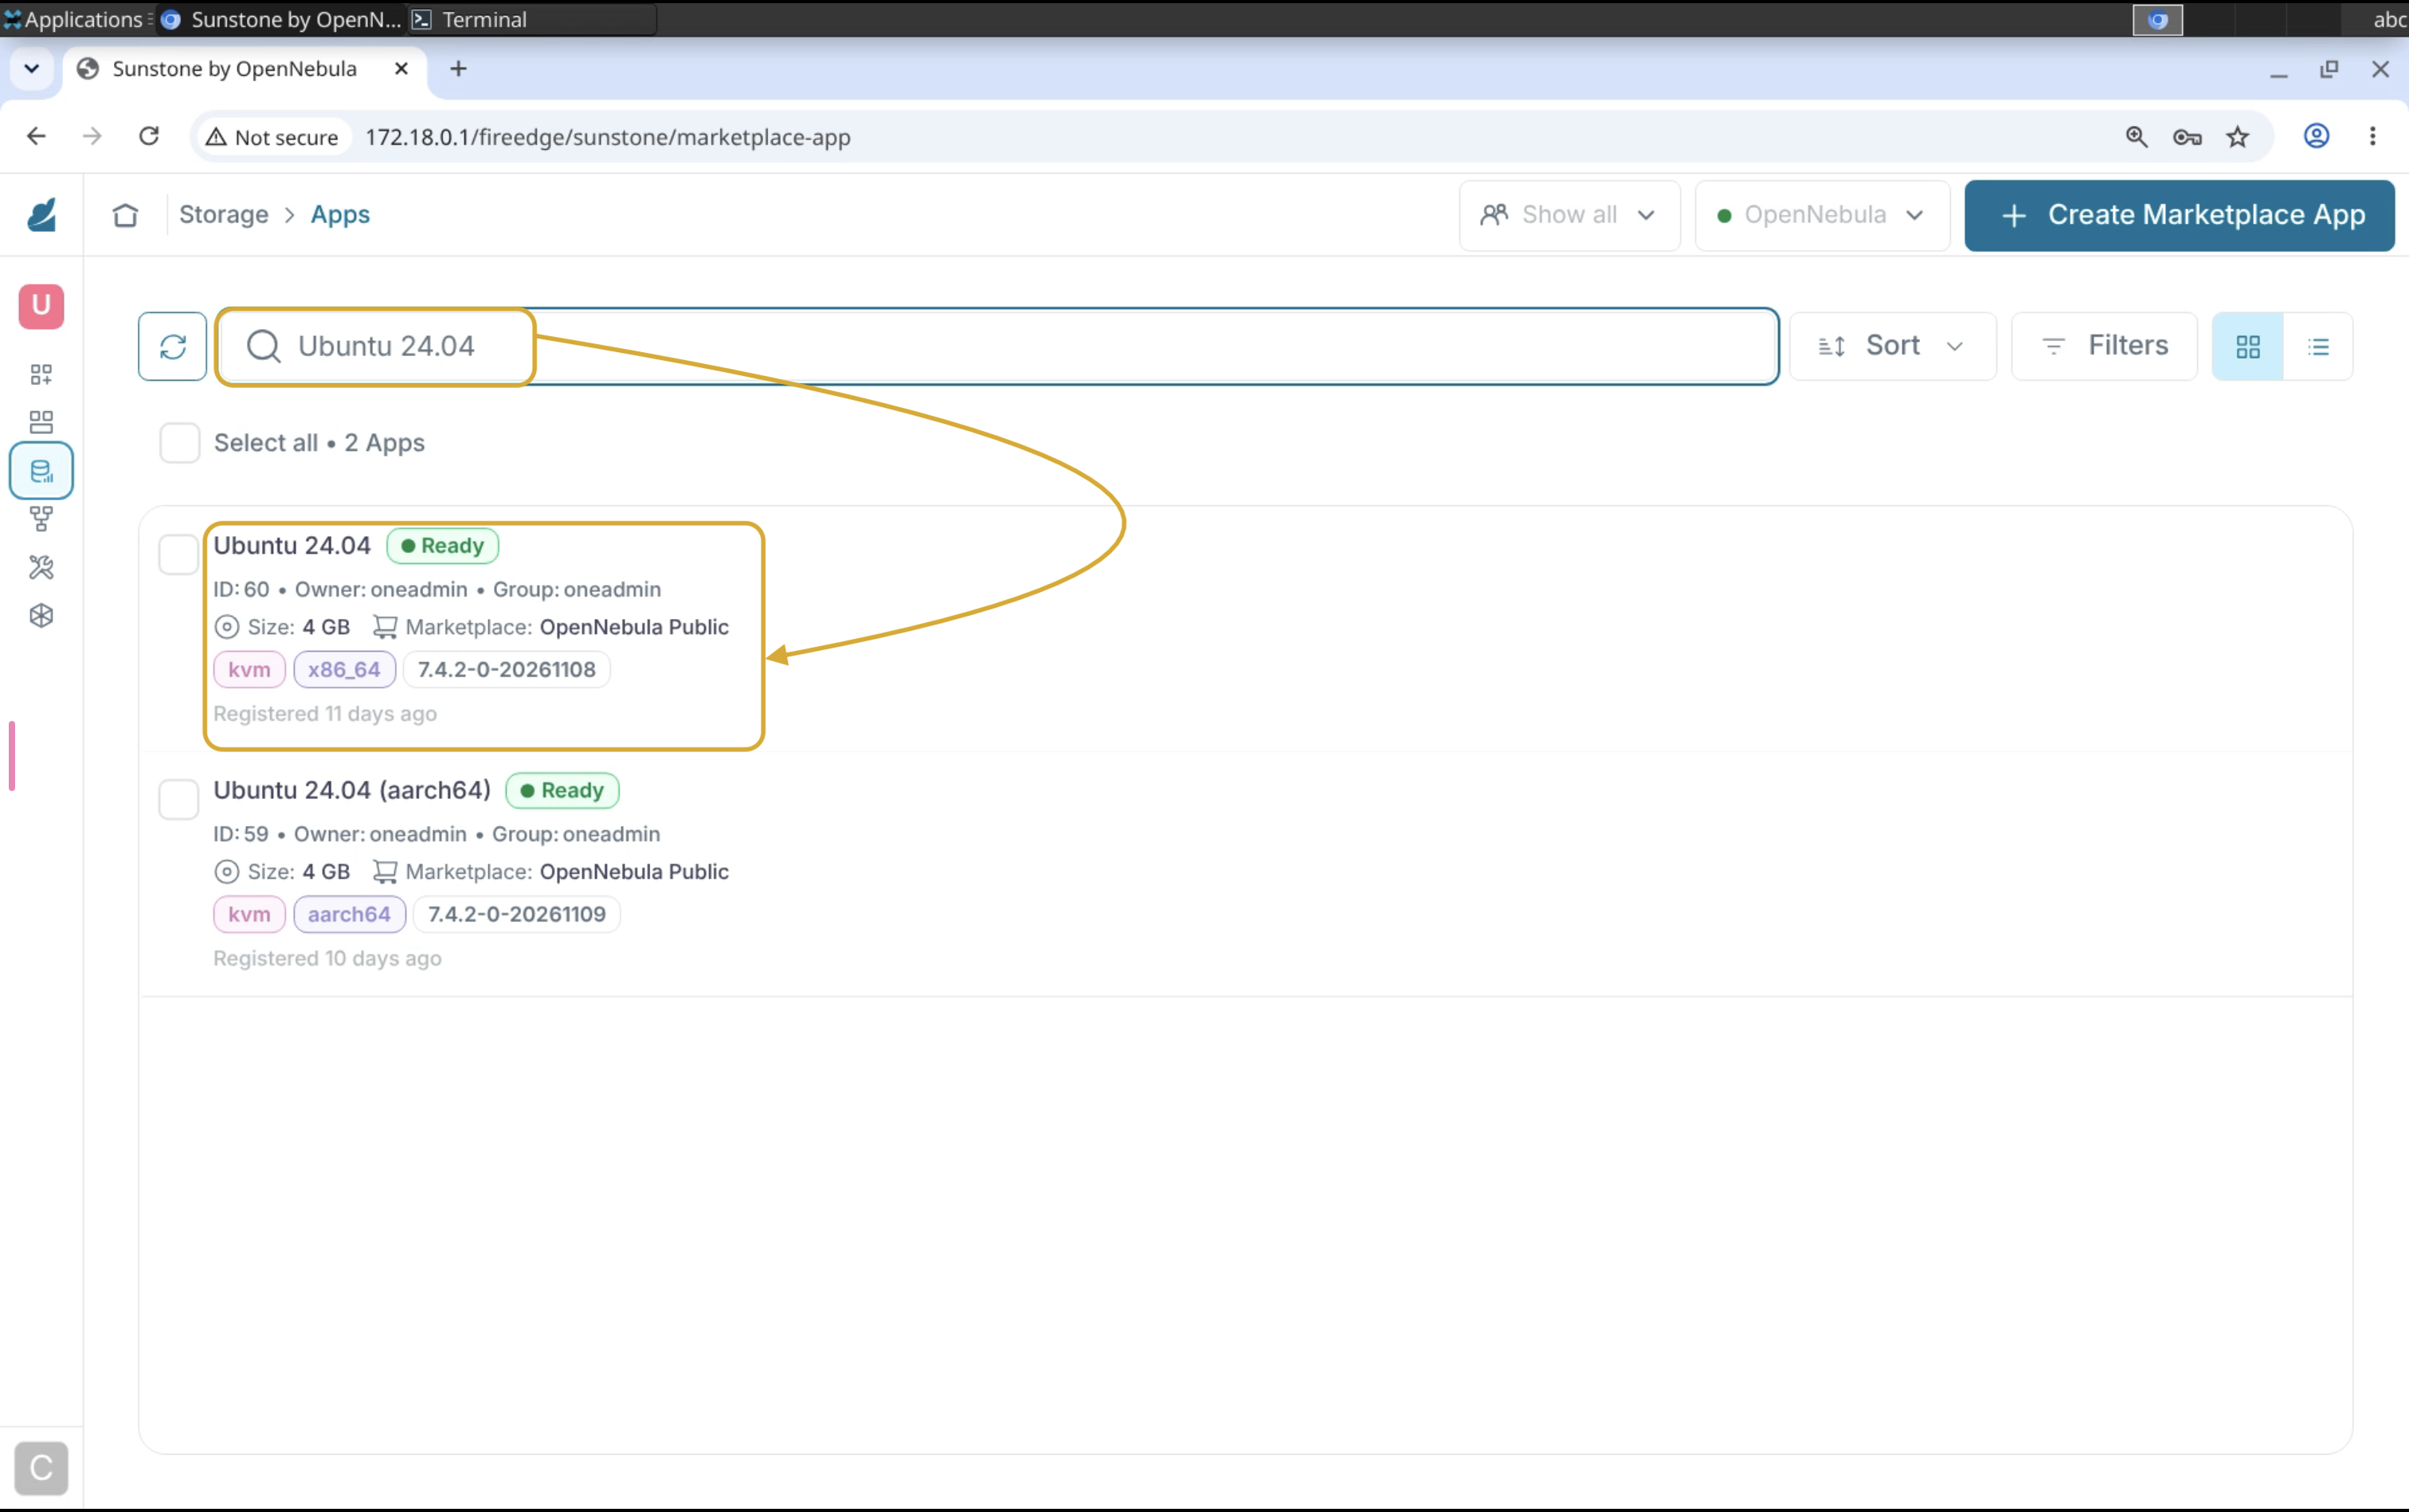 Applications Sunstone by OpenN... Terminal abc
Sunstone by OpenNebula
Not secure 172.18.0.1/fireedge/sunstone/marketplace-app
Storage > Apps Show all OpenNebula + Create Marketplace App
U
Ubuntu 24.04 Sort Filters
Select all • 2 Apps
Ubuntu 24.04 Ready
ID: 60 • Owner: oneadmin • Group: oneadmin
Size: 4 GB Marketplace: OpenNebula Public
kvm x86_64 7.4.2-0-20261108
Registered 11 days ago
Ubuntu 24.04 (aarch64) Ready
ID: 59 • Owner: oneadmin • Group: oneadmin
Size: 4 GB Marketplace: OpenNebula Public
kvm aarch64 7.4.2-0-20261109
Registered 10 days ago
C